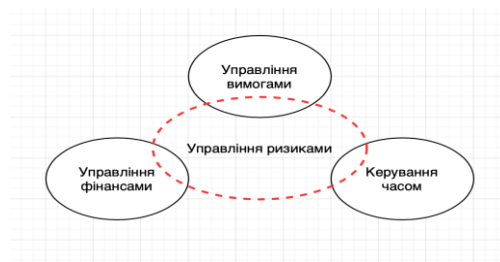 Управління
вимогами
Управління ризиками
Управління
фінансами
Керування
часом